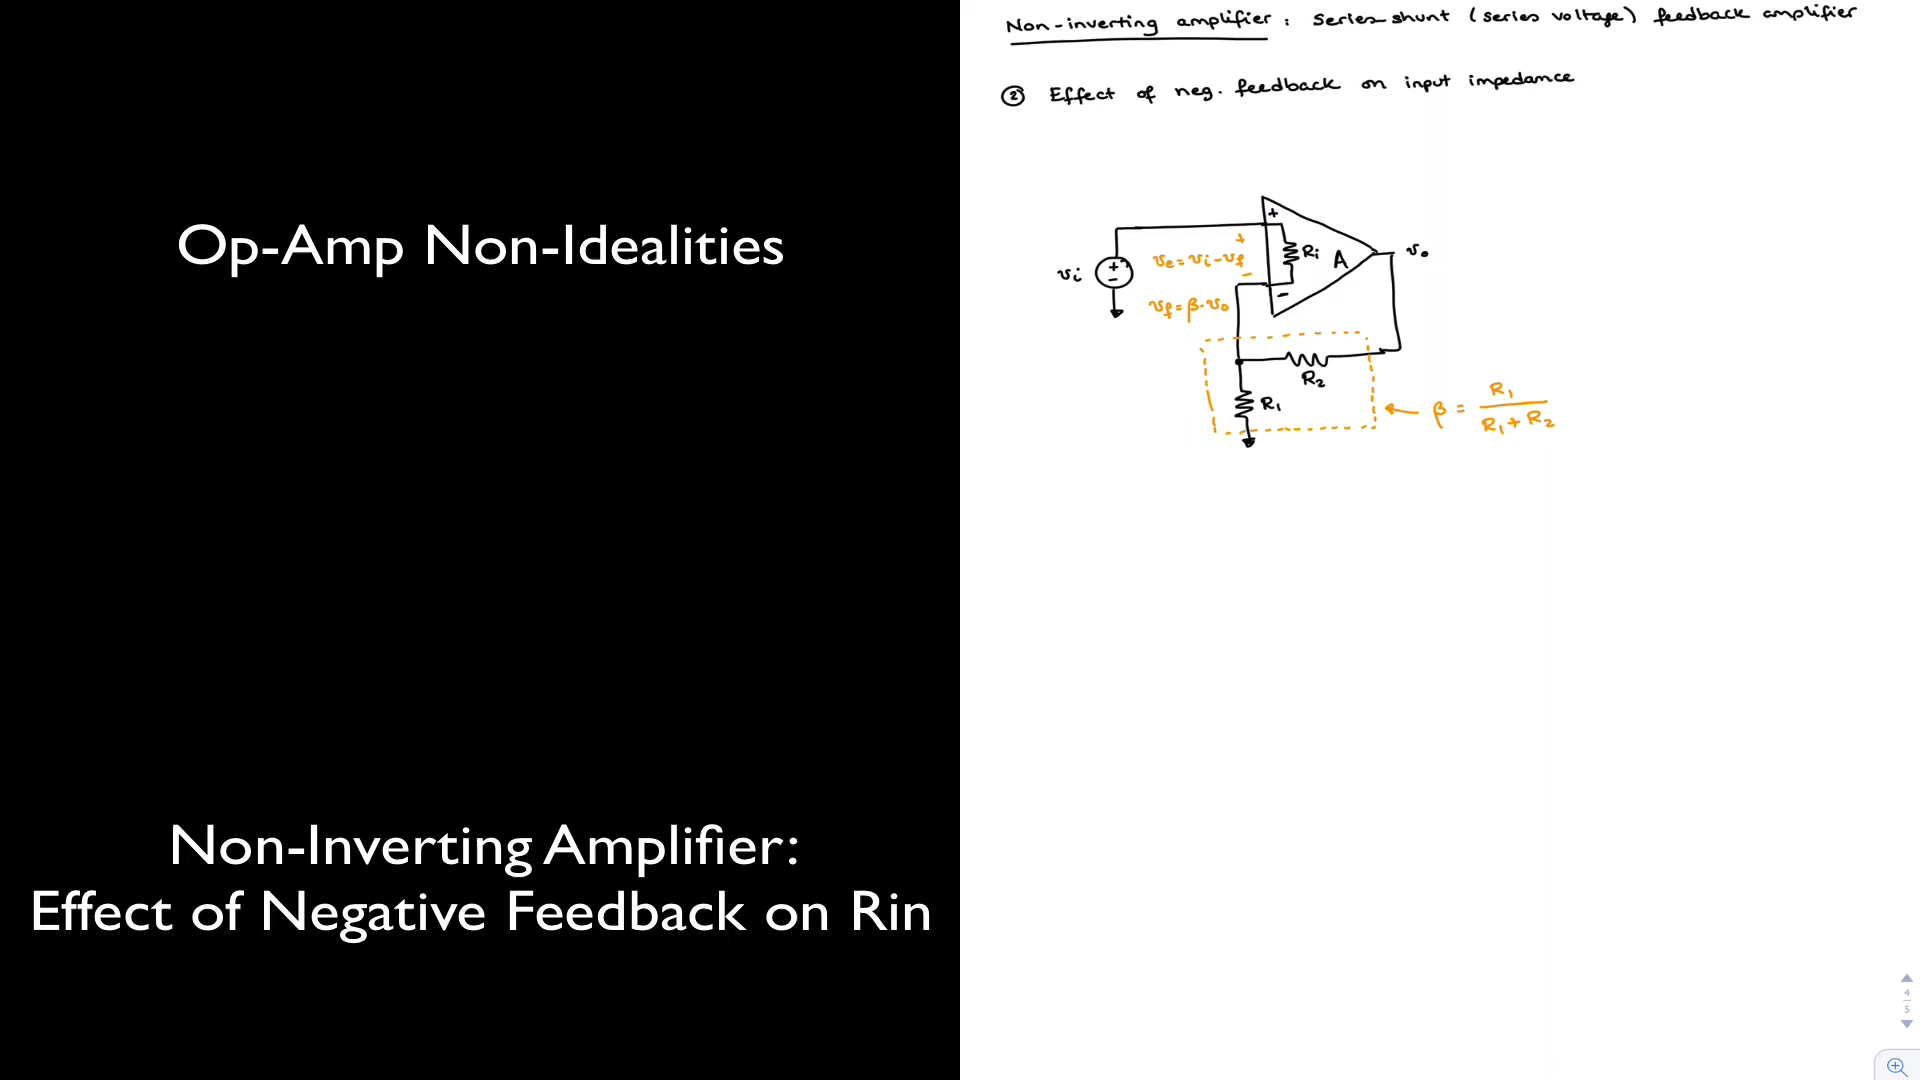 Op-Amp Non-Idealities
Non-Inverting Amplifier:
Effect of Negative Feedback on Rin
Non-inverting amplifier: Series-shunt (series voltage) feedback amplifier
② Effect of neg. feedback on input impedance
+
vi
+
−
+
ve = vi − vf
−
Ri
A
vo
−
vf = β·vo
R2
R1
β = R1 / (R1 + R2)
4
5